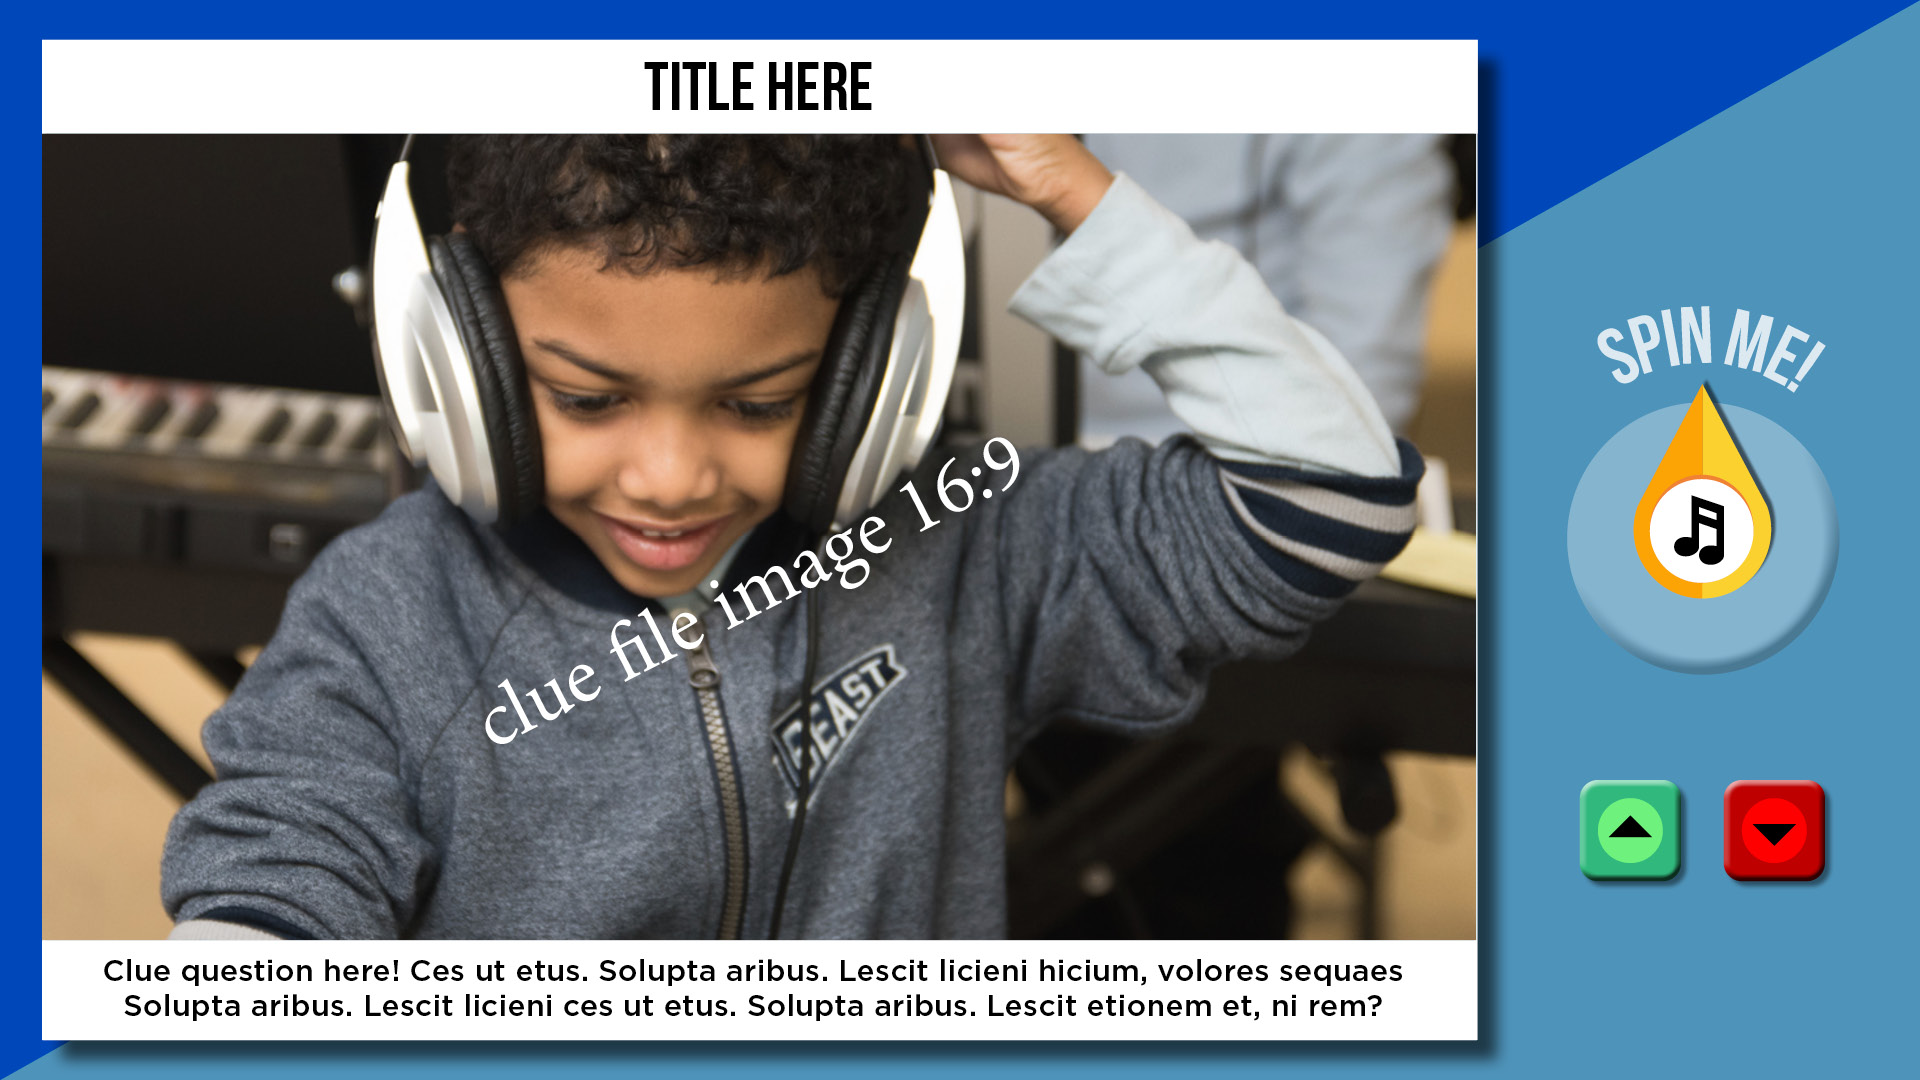 TITLE HERE
clue file image 16:9
BEAST
Clue question here! Ces ut etus. Solupta aribus. Lescit licieni hicium, volores sequaes
Solupta aribus. Lescit licieni ces ut etus. Solupta aribus. Lescit etionem et, ni rem?
SPIN ME!